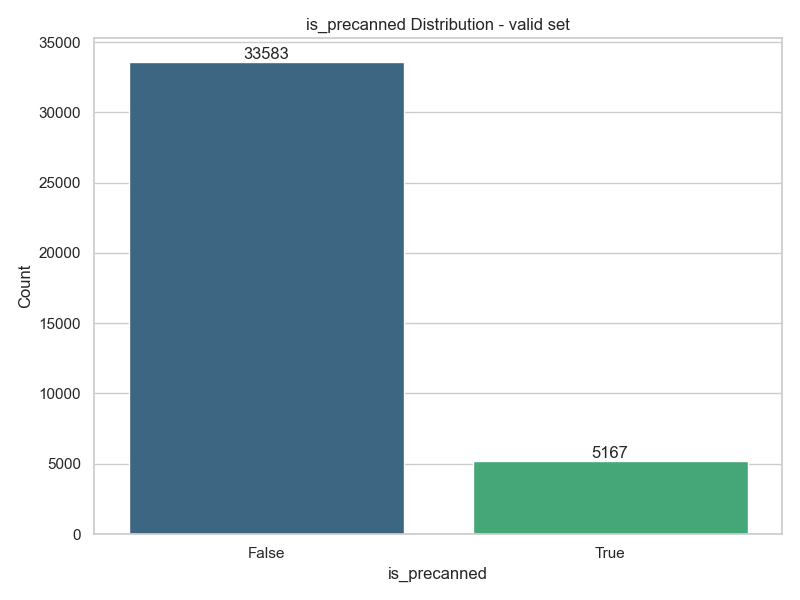 is_precanned Distribution - valid set
35000
30000
25000
20000
15000
10000
5000
0
Count
33583
5167
False
True
is_precanned